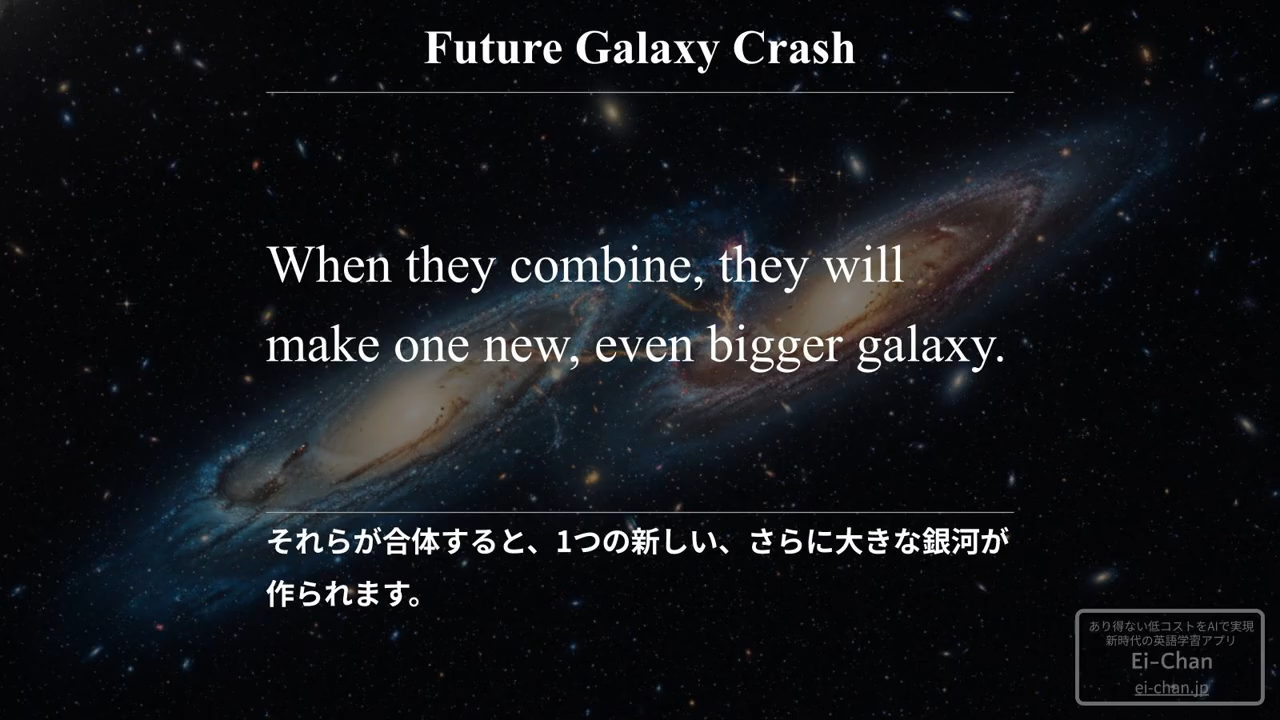 Future Galaxy Crash
When they combine, they will
make one new, even bigger galaxy.
それらが合体すると、1つの新しい、さらに大きな銀河が
作られます。
あり得ない低コストをAIで実現
新時代の英語学習アプリ
Ei-Chan
ei-chan.jp